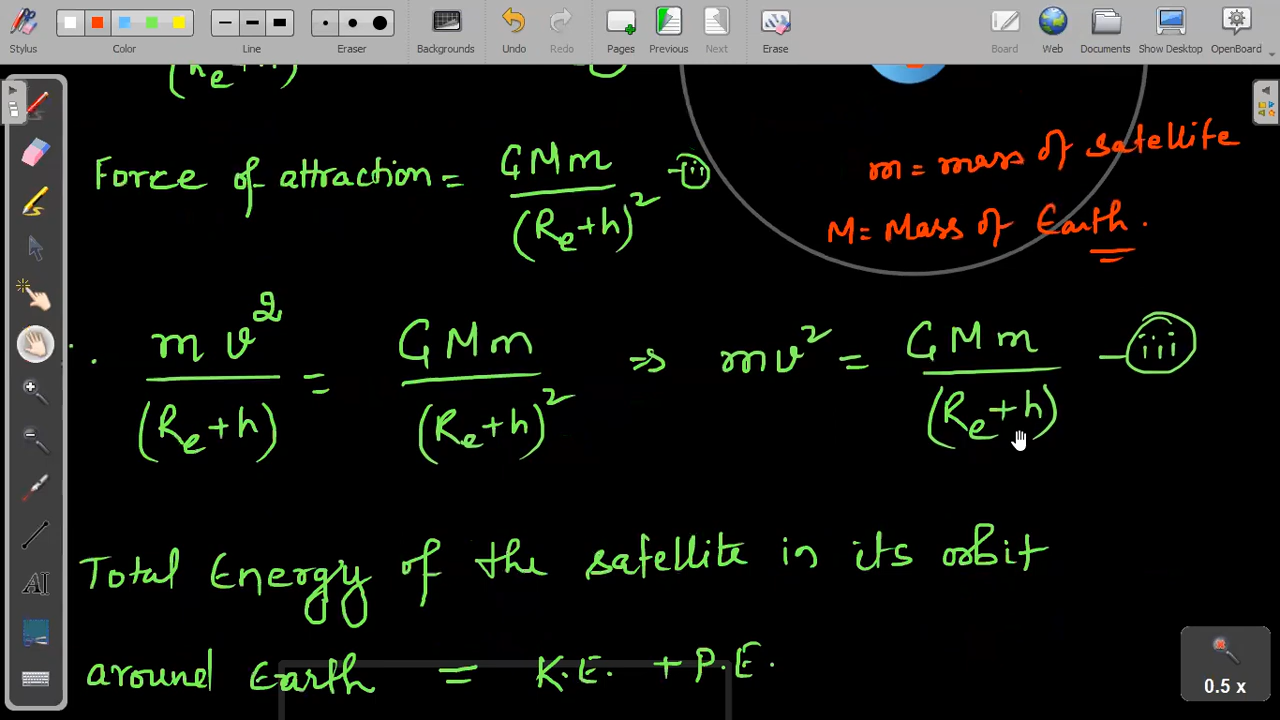 Stylus Color Line Eraser Backgrounds Undo Redo Pages Previous Next Erase Board Web Documents Show Desktop OpenBoard
(Re+h)
Force of attraction = GMm / (Re+h)² - (ii)
m = mass of satellite
M = Mass of Earth.
∴ mv² / (Re+h) = GMm / (Re+h)² ⇒ mv² = GMm / (Re+h) - (iii)
Total Energy of the satellite in its orbit
around Earth = K.E. + P.E.
0.5 x